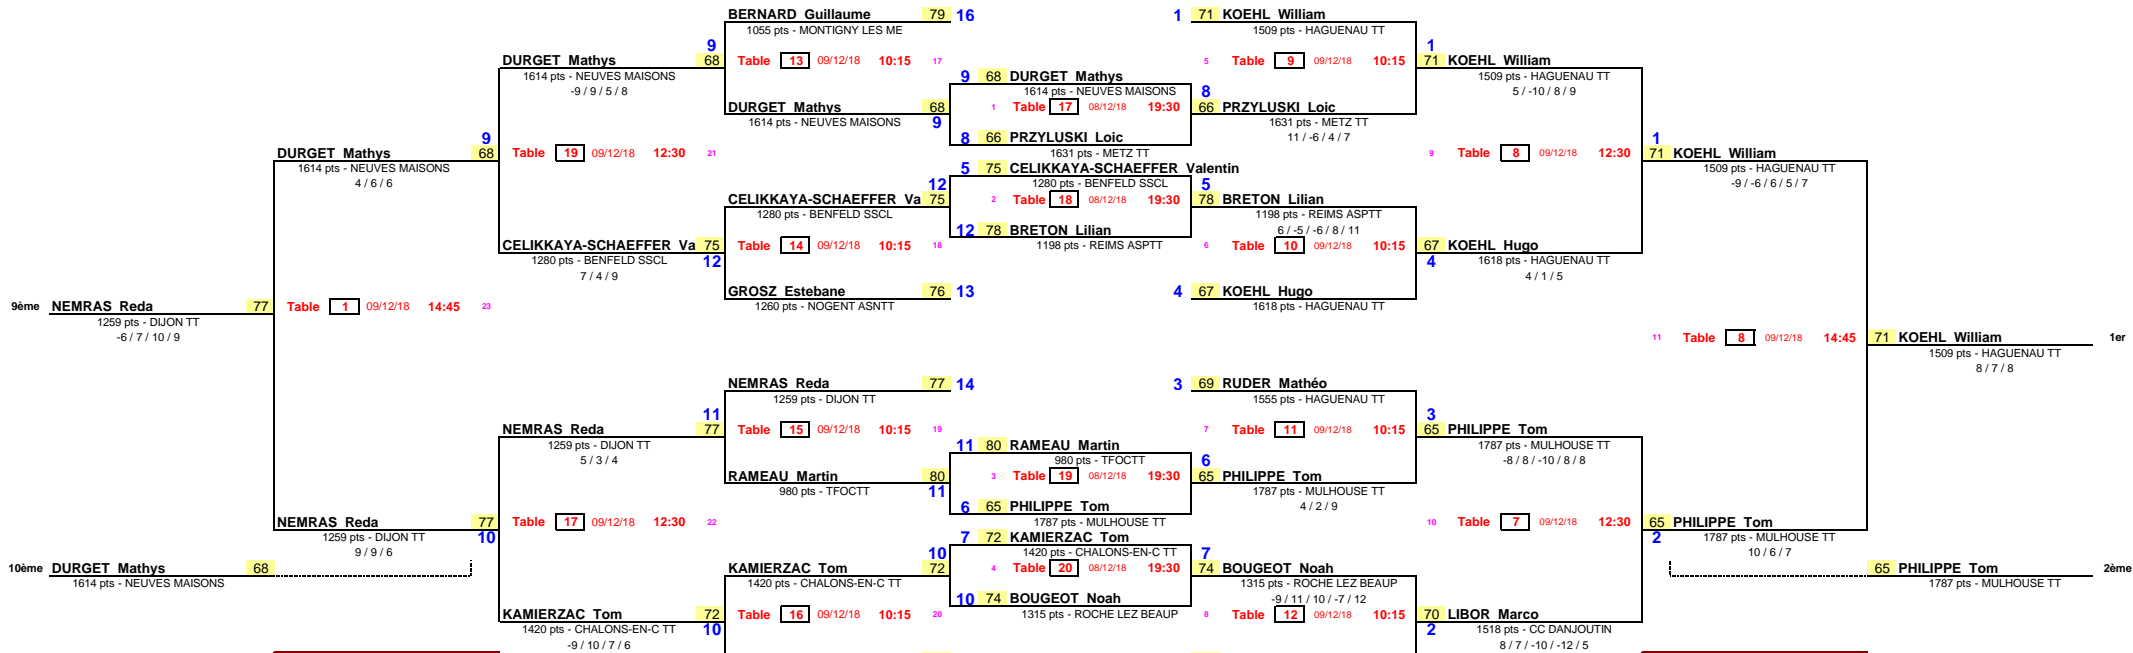 BERNARD Guillaume 79 16 1 71 KOEHL William
1055 pts - MONTIGNY LES ME 1509 pts - HAGUENAU TT
9 1
DURGET Mathys 68 Table 13 09/12/18 10:15 17 5 Table 9 09/12/18 10:15 71 KOEHL William
1614 pts - NEUVES MAISONS 9 68 DURGET Mathys 1509 pts - HAGUENAU TT
-9 / 9 / 5 / 8 1614 pts - NEUVES MAISONS 8 5 / -10 / 8 / 9
DURGET Mathys 68 1 Table 17 08/12/18 19:30 66 PRZYLUSKI Loic
1614 pts - NEUVES MAISONS 9 1631 pts - METZ TT
9 8 66 PRZYLUSKI Loic 11 / -6 / 4 / 7 1
DURGET Mathys 68 Table 19 09/12/18 12:30 21 1631 pts - METZ TT 9 Table 8 09/12/18 12:30 71 KOEHL William
1614 pts - NEUVES MAISONS 5 75 CELIKKAYA-SCHAEFFER Valentin 1509 pts - HAGUENAU TT
4 / 6 / 6 12 1280 pts - BENFELD SSCL 5 -9 / -6 / 6 / 5 / 7
CELIKKAYA-SCHAEFFER Va 75 2 Table 18 08/12/18 19:30 78 BRETON Lilian
1280 pts - BENFELD SSCL 1198 pts - REIMS ASPTT
12 78 BRETON Lilian 6 / -5 / -6 / 8 / 11
CELIKKAYA-SCHAEFFER Va 75 Table 14 09/12/18 10:15 18 1198 pts - REIMS ASPTT 6 Table 10 09/12/18 10:15 67 KOEHL Hugo
1280 pts - BENFELD SSCL 12 4 1618 pts - HAGUENAU TT
7 / 4 / 9 4 / 1 / 5
GROSZ Estebane 76 13 4 67 KOEHL Hugo
9ème NEMRAS Reda 77 Table 1 09/12/18 14:45 23 1260 pts - NOGENT ASNTT 1618 pts - HAGUENAU TT
1259 pts - DIJON TT
-6 / 7 / 10 / 9 11 Table 8 09/12/18 14:45 71 KOEHL William 1er
1509 pts - HAGUENAU TT
8 / 7 / 8
NEMRAS Reda 77 14 3 69 RUDER Mathéo
1259 pts - DIJON TT 1555 pts - HAGUENAU TT
11 3
NEMRAS Reda 77 Table 15 09/12/18 10:15 19 7 Table 11 09/12/18 10:15 65 PHILIPPE Tom
1259 pts - DIJON TT 11 80 RAMEAU Martin 1787 pts - MULHOUSE TT
5 / 3 / 4 980 pts - TFOCTT 6 -8 / 8 / -10 / 8 / 8
RAMEAU Martin 80 3 Table 19 08/12/18 19:30 65 PHILIPPE Tom
980 pts - TFOCTT 11 1787 pts - MULHOUSE TT
6 65 PHILIPPE Tom 4 / 2 / 9
NEMRAS Reda 77 Table 17 09/12/18 12:30 22 1787 pts - MULHOUSE TT 10 Table 7 09/12/18 12:30 65 PHILIPPE Tom
1259 pts - DIJON TT 10 7 72 KAMIERZAC Tom 2 1787 pts - MULHOUSE TT
9 / 9 / 6 10 1420 pts - CHALONS-EN-C TT 7 10 / 6 / 7
10ème DURGET Mathys 68 KAMIERZAC Tom 72 4 Table 20 08/12/18 19:30 74 BOUGEOT Noah 65 PHILIPPE Tom 2ème
1614 pts - NEUVES MAISONS 1420 pts - CHALONS-EN-C TT 1315 pts - ROCHE LEZ BEAUP 1787 pts - MULHOUSE TT
10 74 BOUGEOT Noah -9 / 11 / 10 / -7 / 12
KAMIERZAC Tom 72 Table 16 09/12/18 10:15 20 1315 pts - ROCHE LEZ BEAUP 8 Table 12 09/12/18 10:15 70 LIBOR Marco
1420 pts - CHALONS-EN-C TT 10 2 1518 pts - CC DANJOUTIN
-9 / 10 / 7 / 6 8 / 7 / -10 / -12 / 5